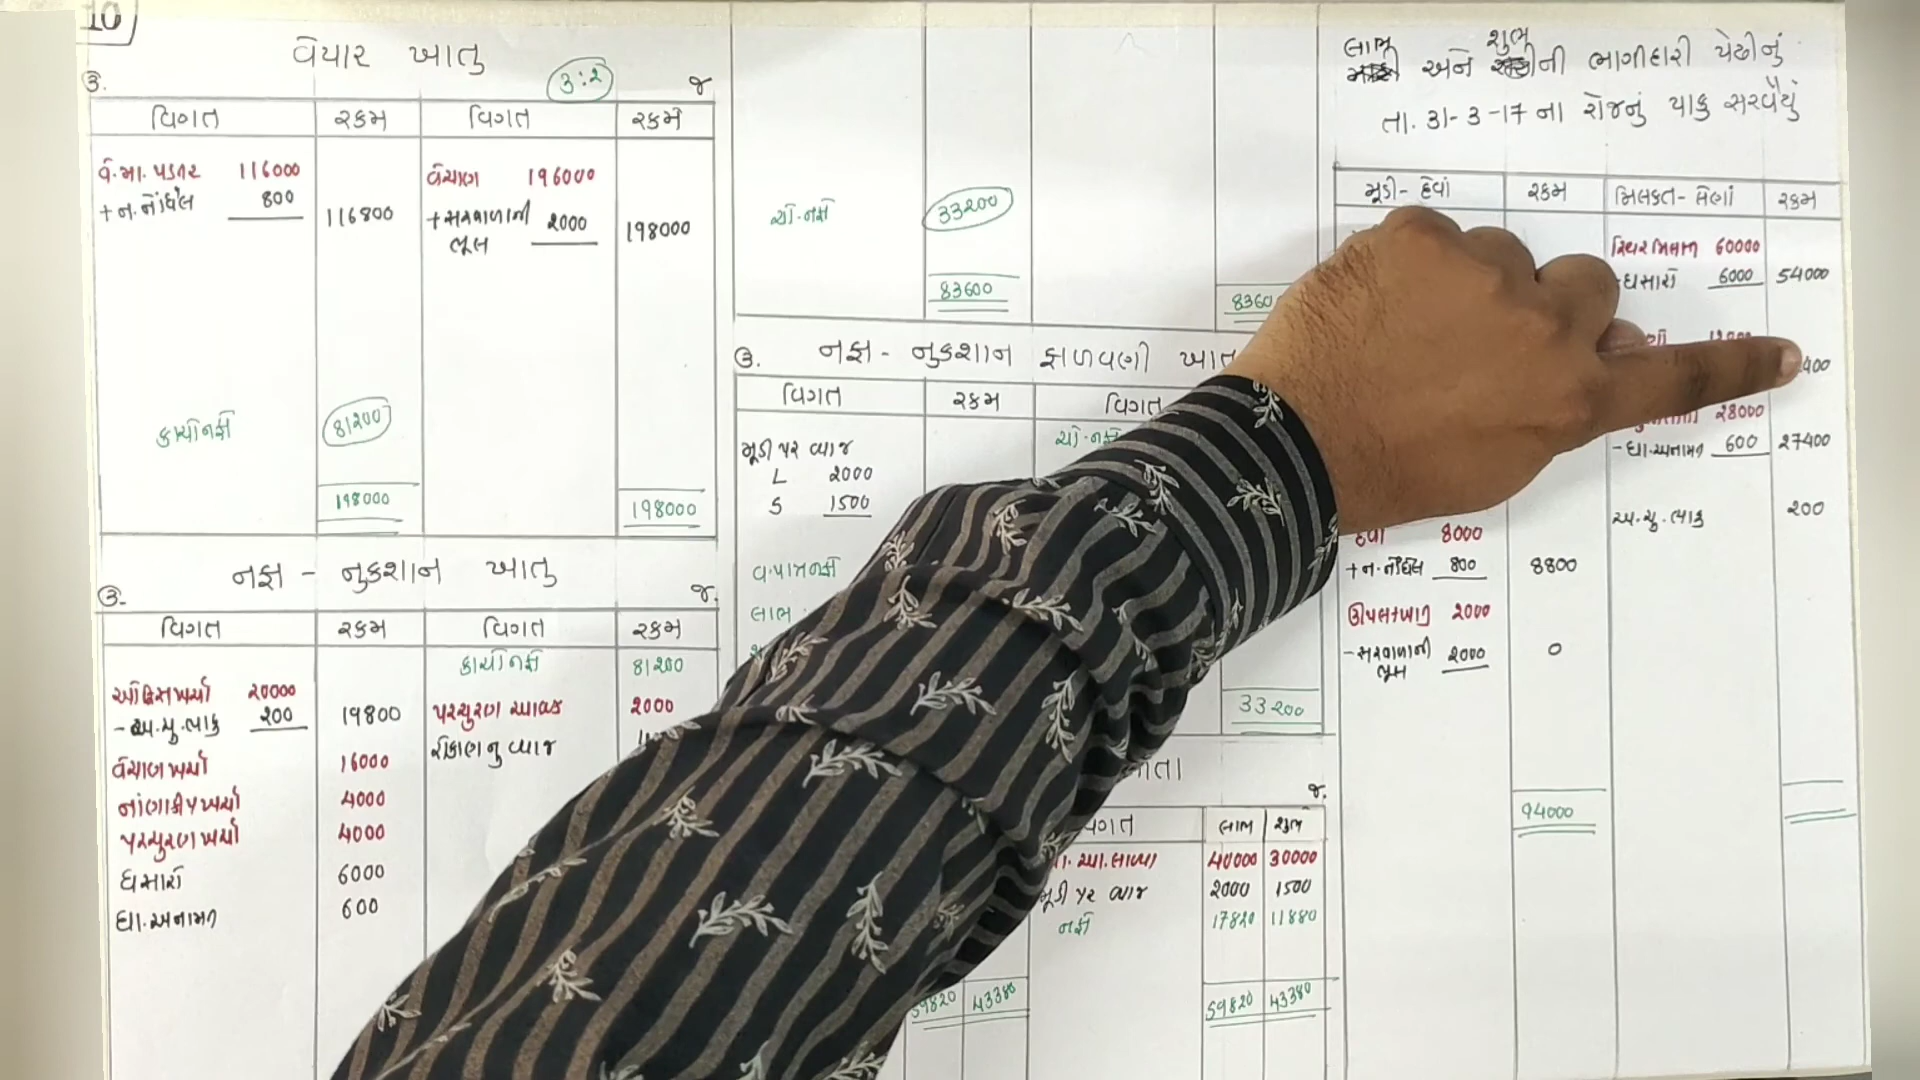 10
વેપાર ખાતુ
૩:૨
ઉ.
જ
વિગત રકમ વિગત રકમ
વે.મા. પડતર 116000
+ ન. નોંધેલ 800
116800
વેચાણ 196000
+ સરવાળાની 2000
ભૂલ
198000
કાચોનફો 81200
198000
198000
નફા - નુકશાન ખાતુ
ઉ.
જ.
વિગત રકમ વિગત રકમ
કાચોનફો 81200
ઓફિસખર્ચા 20000
- અ.ચુ. બાકુ 200
19800
પરચુરણ આવક 2000
રોકાણનુ વ્યાજ
વેચાણખર્ચા 16000
નાંણાકીયખર્ચા 4000
પરચુરણખર્ચા 4000
ઘસારો 6000
ઘા.અનામત 600
ચો. નફો 33200
83600
8360
ઉ. નફા - નુકશાન ફાળવણી ખાતુ
વિગત રકમ વિગત
ચો.નફો
મૂડી પર વ્યાજ
L 2000
S 1500
વ.પાત્રનફો
લાભ
33200
જ.
લાભ શુભ
40000 30000
મૂડી પર વ્યાજ 2000 1500
નફો 17820 11880
59820 43380
59820 43380
લાભ અને શુભની ભાગીદારી પેઢીનું
તા. 31-3-17 ના રોજનું પાકુ સરવૈયું
મૂડી - દેવાં રકમ મિલકત - લેણાં રકમ
સ્થિર મિલકત 60000
- ઘસારો 6000 54000
400
28000
- ઘા.અનામત 600 27400
અ.ચુ. બાકુ 200
દેવાં 8000
+ ન. નોંધેલ 800 8800
ઉપલકખાતુ 2000
- સરવાળાની 2000 0
ભૂલ
94000